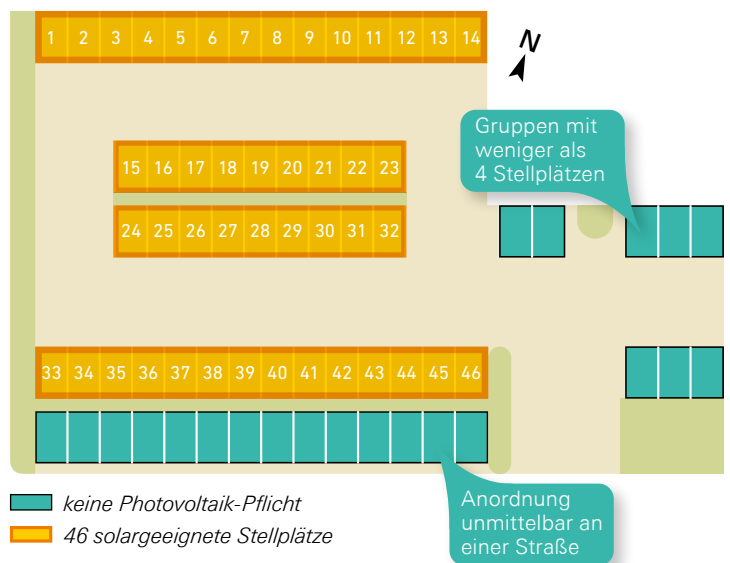 1 2 3 4 5 6 7 8 9 10 11 12 13 14
N
Gruppen mit
weniger als
4 Stellplätzen
15 16 17 18 19 20 21 22 23
24 25 26 27 28 29 30 31 32
33 34 35 36 37 38 39 40 41 42 43 44 45 46
Anordnung
unmittelbar an
einer Straße
keine Photovoltaik-Pflicht
46 solargeeignete Stellplätze